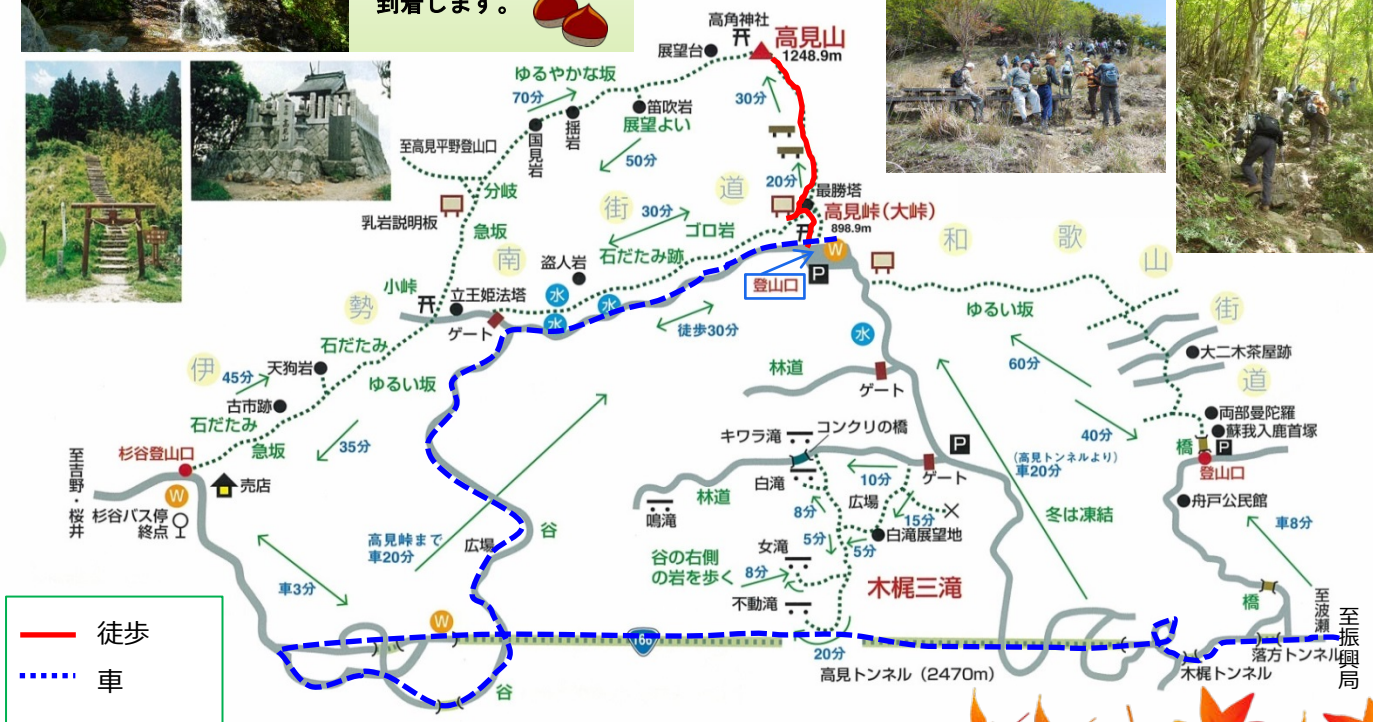 到着します。
高角神社
高見山
1248.9m
展望台
ゆるやかな坂
70分
笛吹岩
展望よい
揺岩
国見岩
至高見平野登山口
50分
30分
20分
分岐
乳岩説明板
急坂
最勝塔
高見峠（大峠）
898.9m
W
P
登山口
伊
勢
南
街
道
和
歌
山
街
道
30分
ゴロ岩
石だたみ跡
盗人岩
水
水
水
水
小峠
立王姫法塔
ゲート
徒歩30分
ゆるい坂
石だたみ
天狗岩
45分
古市跡
石だたみ
急坂
ゆるい坂
35分
杉谷登山口
至吉野・桜井
W
杉谷バス停
終点
売店
車3分
高見峠まで
車20分
広場
谷
谷
W
林道
ゲート
大二木茶屋跡
60分
40分
両部曼陀羅
蘇我入鹿首塚
橋
P
登山口
舟戸公民館
車8分
橋
至波瀬
至振興局
キワラ滝
コンクリの橋
P
ゲート
(高見トンネルより)
車20分
冬は凍結
白滝
10分
広場
林道
鳴滝
8分
15分
白滝展望地
5分
5分
女滝
谷の右側
の岩を歩く
8分
木梶三滝
不動滝
20分
166
高見トンネル（2470m）
木梶トンネル
落方トンネル
徒歩
車